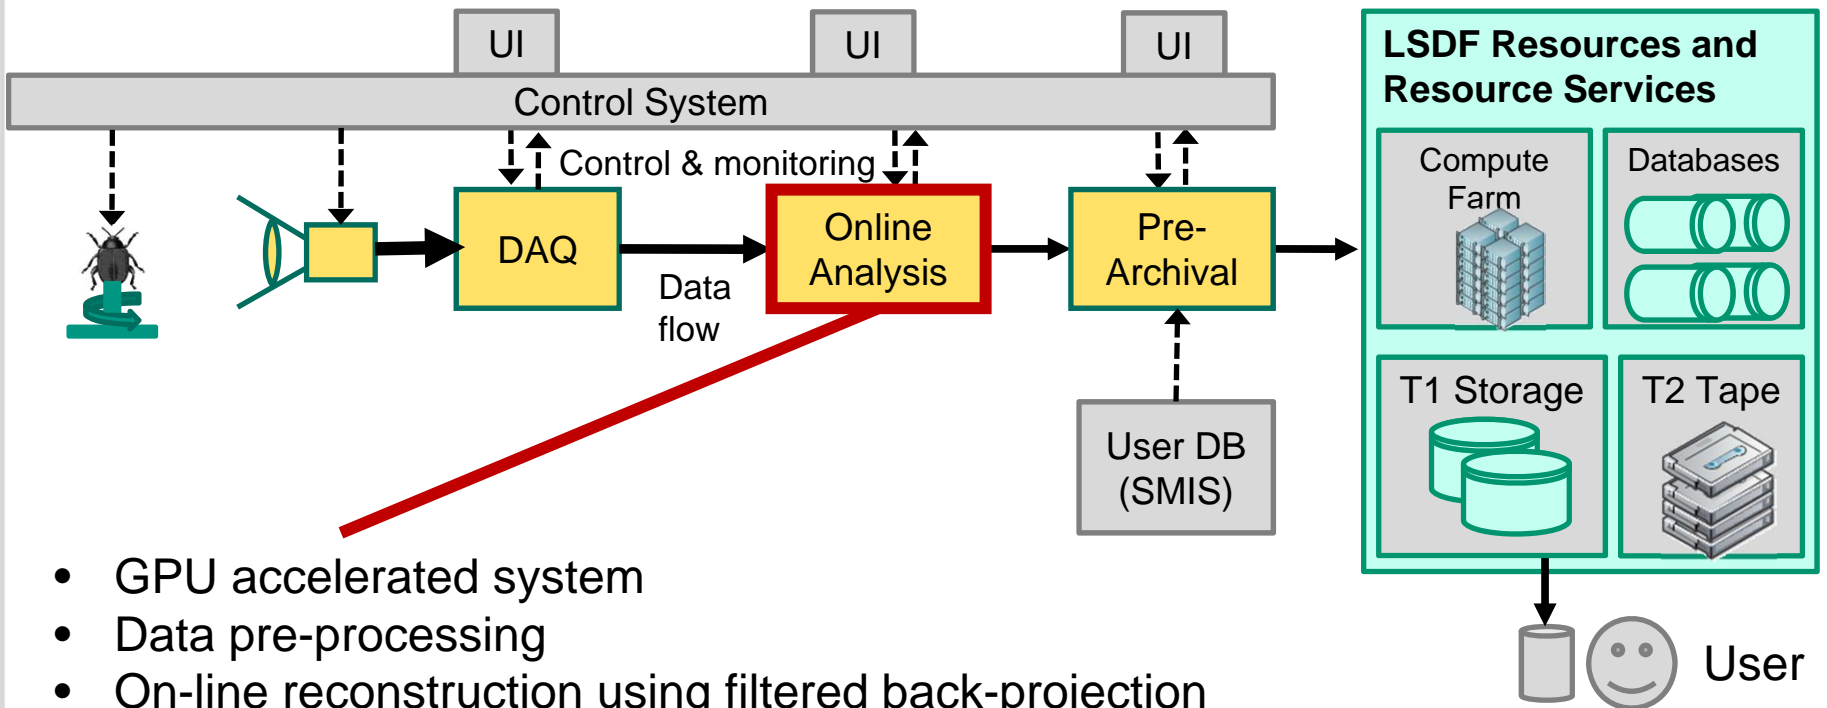 UI
UI
UI
Control System
Control & monitoring
DAQ
Data
flow
Online
Analysis
Pre-
Archival
User DB
(SMIS)
LSDF Resources and
Resource Services
Compute
Farm
Databases
T1 Storage
T2 Tape
User
• GPU accelerated system
• Data pre-processing
• On-line reconstruction using filtered back-projection